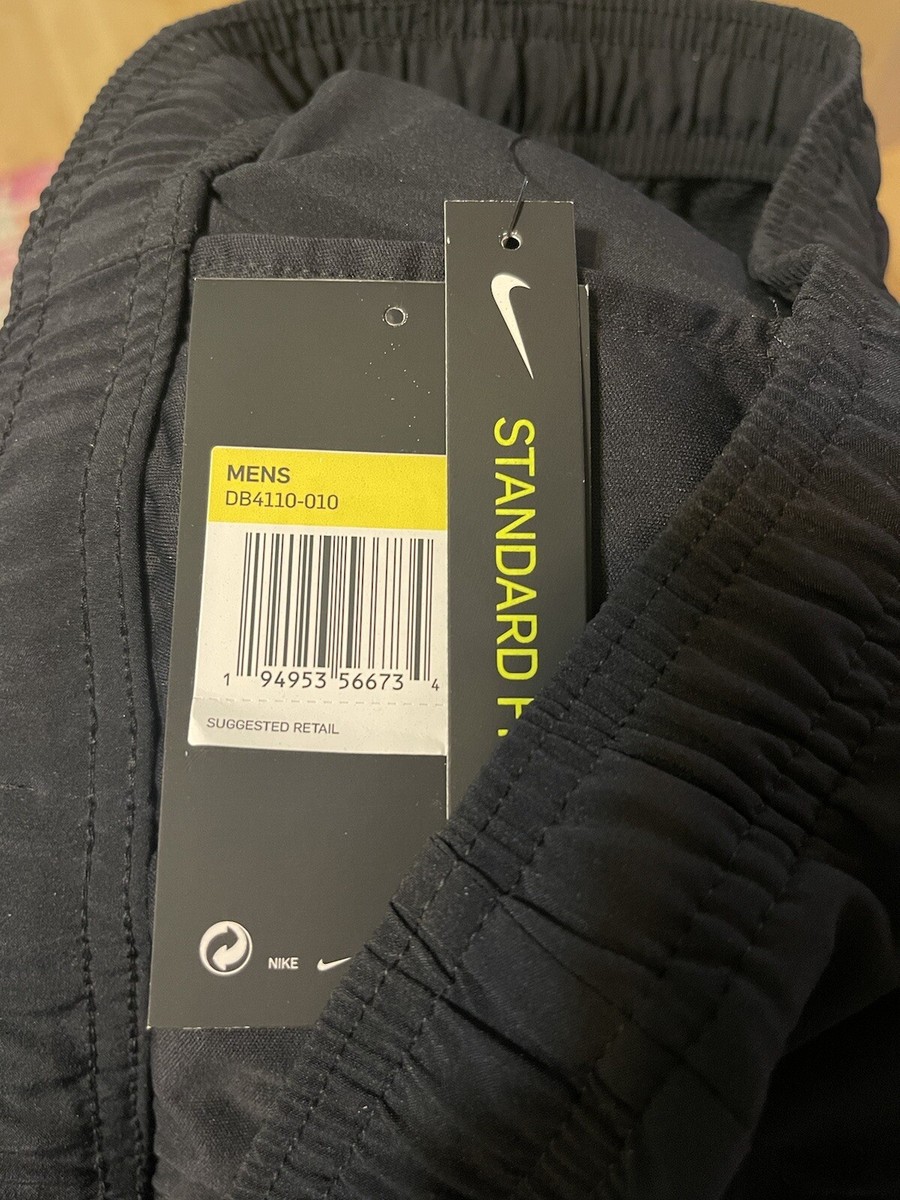 MENS
DB4110-010
1 94953 56673 4
SUGGESTED RETAIL
NIKE
STANDARD